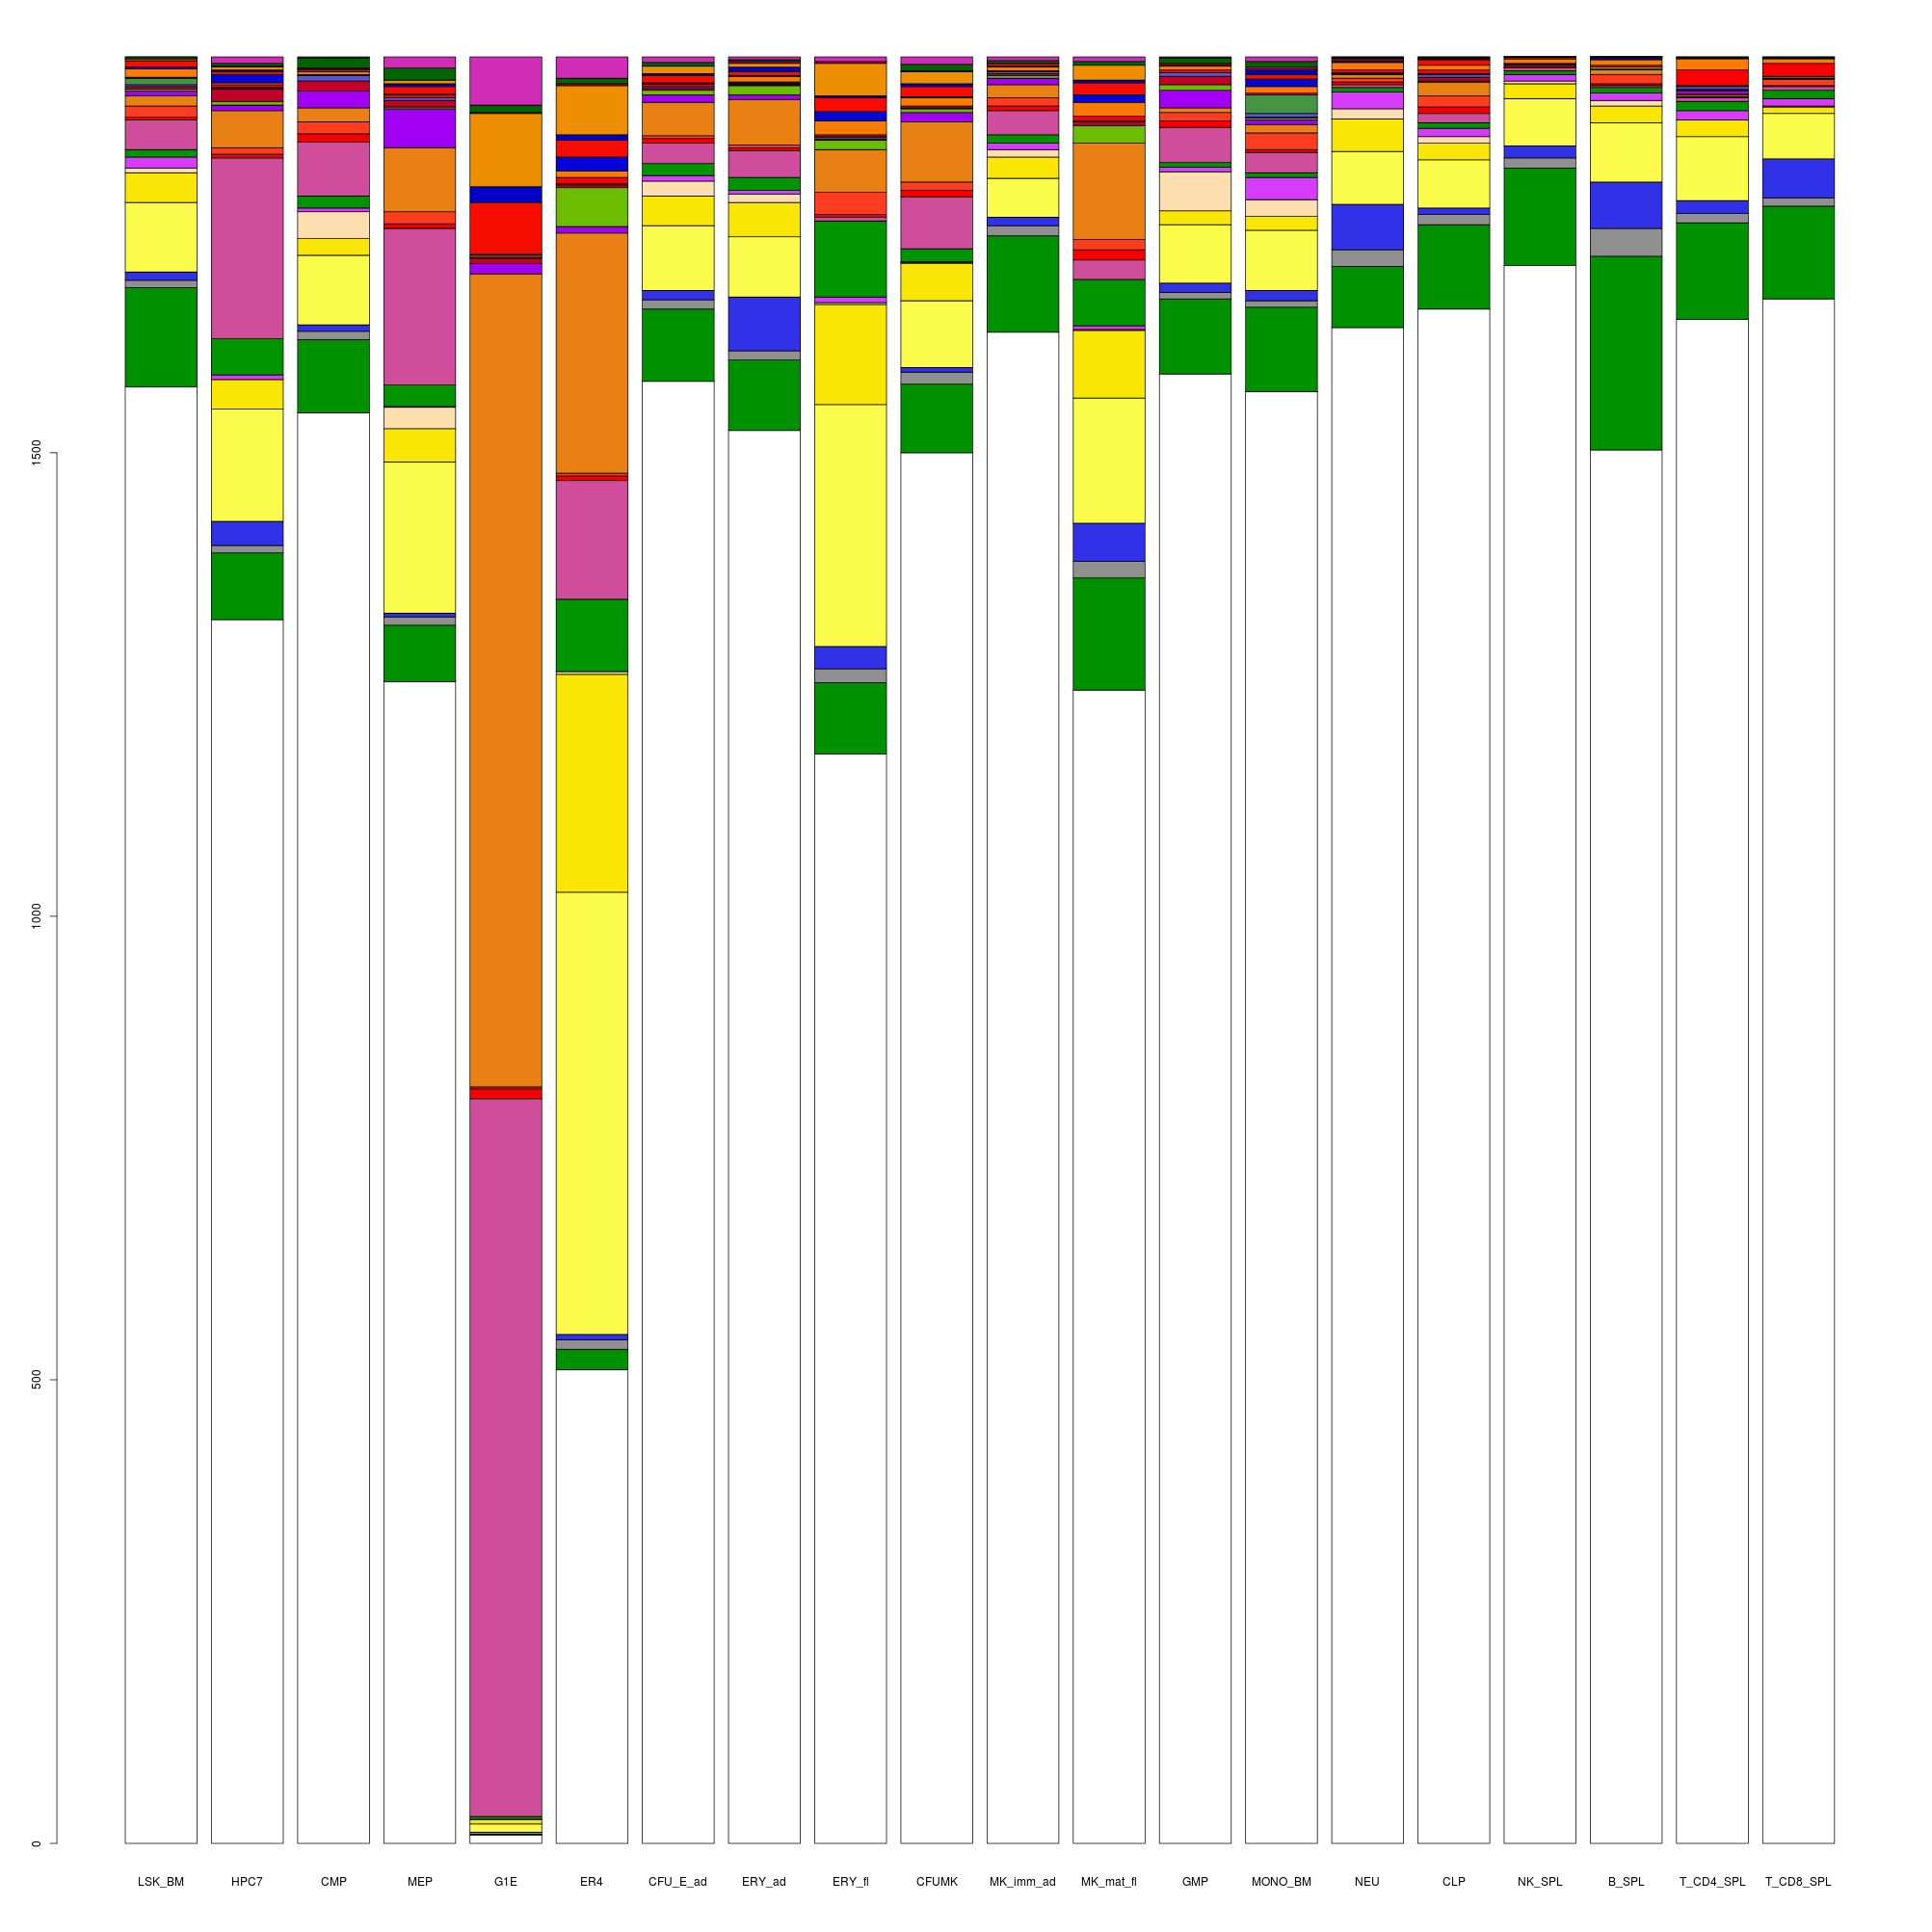 1500
1000
500
0
LSK_BM HPC7 CMP MEP G1E ER4 CFU_E_ad ERY_ad ERY_fl CFUMK MK_imm_ad MK_mat_fl GMP MONO_BM NEU CLP NK_SPL B_SPL T_CD4_SPL T_CD8_SPL